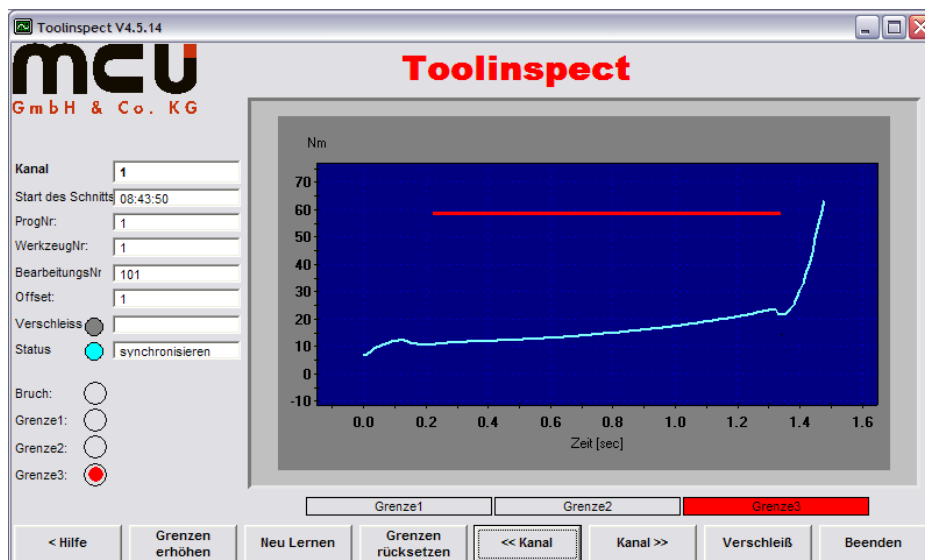 Toolinspect V4.5.14
mcu
GmbH & Co. KG
Toolinspect
Kanal 1
Start des Schnitts 08:43:50
ProgNr: 1
WerkzeugNr: 1
BearbeitungsNr 101
Offset: 1
Verschleiss
Status synchronisieren
Bruch:
Grenze1:
Grenze2:
Grenze3:
Nm
70
60
50
40
30
20
10
0
-10
0.0 0.2 0.4 0.6 0.8 1.0 1.2 1.4 1.6
Zeit [sec]
Grenze1 Grenze2 Grenze3
< Hilfe
Grenzen
erhöhen
Neu Lernen
Grenzen
rücksetzen
<< Kanal
Kanal >>
Verschleiß
Beenden